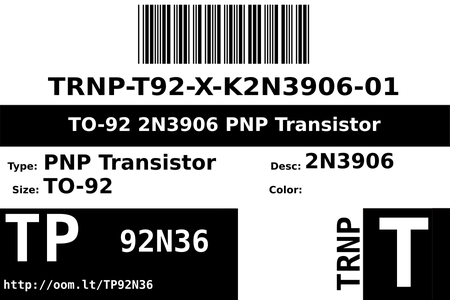 TRNP-T92-X-K2N3906-01
TO-92 2N3906 PNP Transistor
Type: PNP Transistor
Desc: 2N3906
Size: TO-92
Color:
TP
92N36
http://oom.lt/TP92N36
TRNP
T